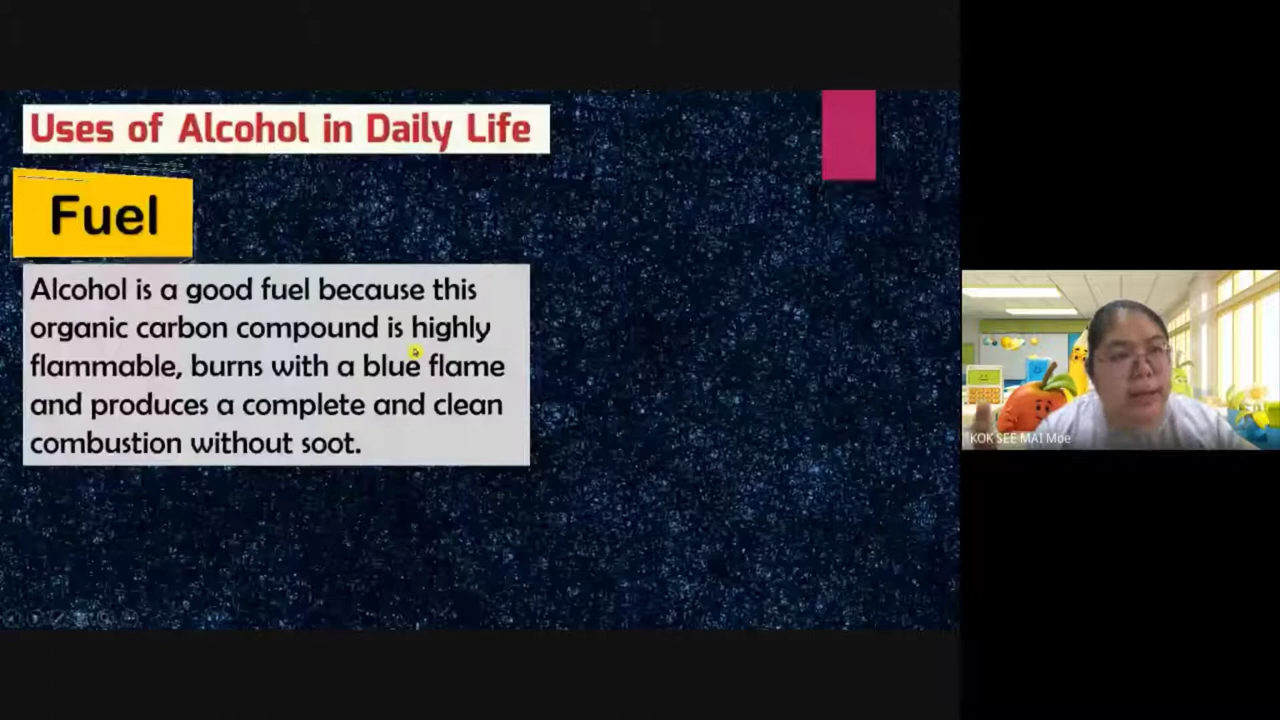 Uses of Alcohol in Daily Life
Fuel
Alcohol is a good fuel because this
organic carbon compound is highly
flammable, burns with a blue flame
and produces a complete and clean
combustion without soot.
KOK SEE MAI Moe